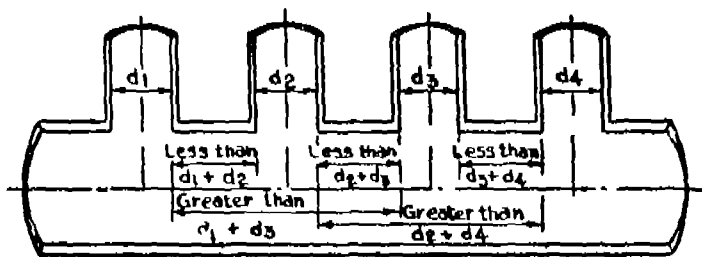 d1 d2 d3 d4
Less than Less than Less than
d1 + d2 d2 + d3 d3 + d4
Greater than
Greater than
d1 + d3 d2 + d4